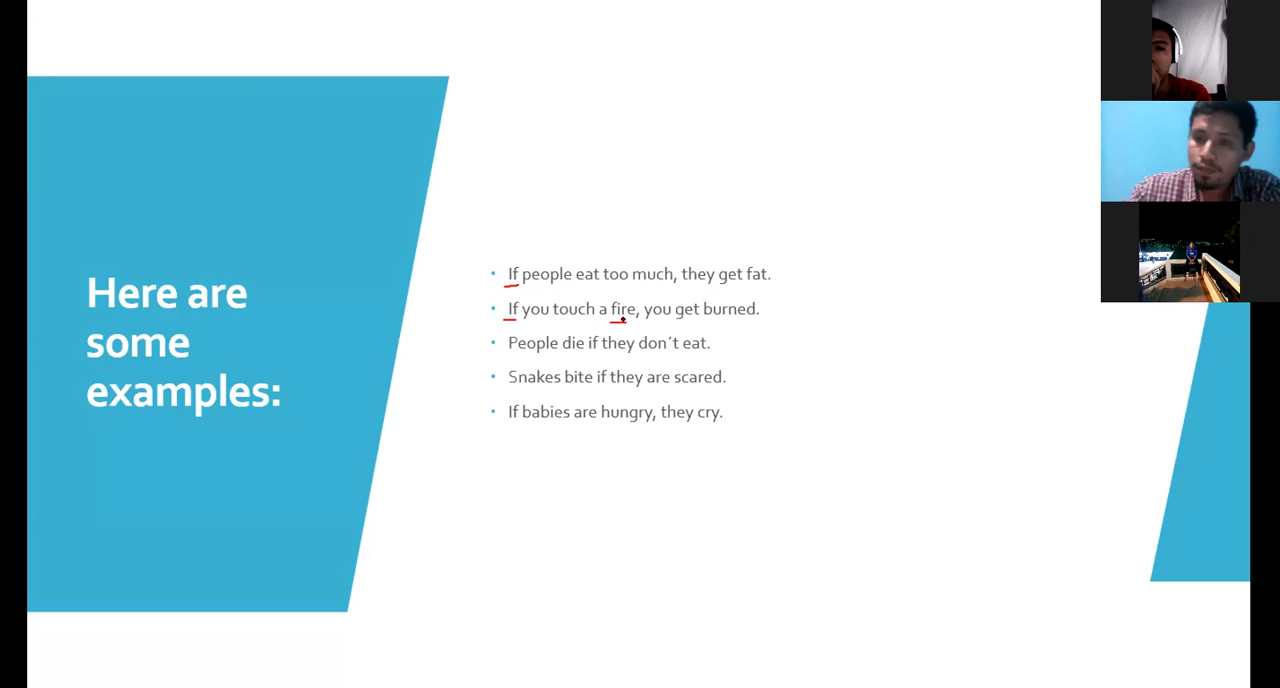 Here are
some
examples:
If people eat too much, they get fat.
If you touch a fire, you get burned.
People die if they don´t eat.
Snakes bite if they are scared.
If babies are hungry, they cry.